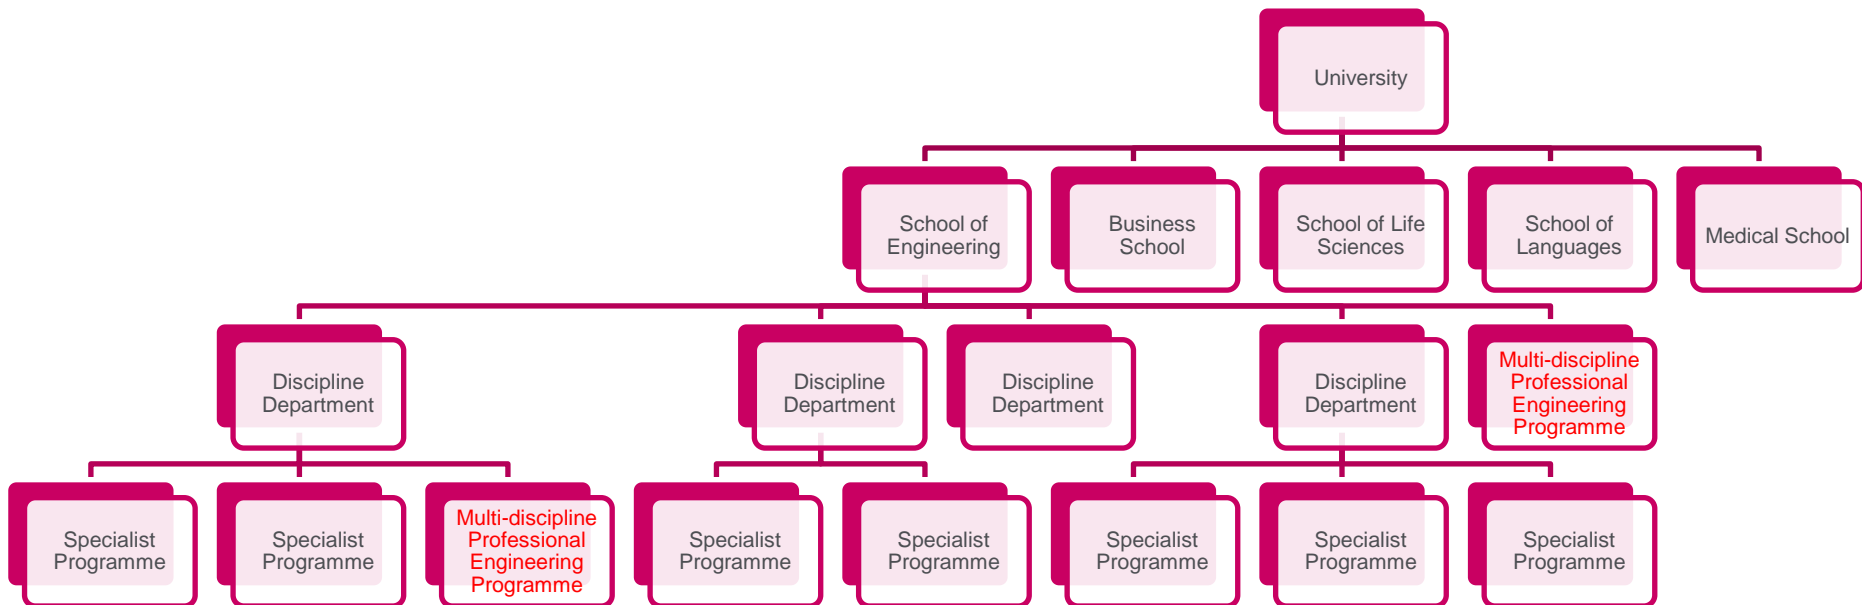 University
School of
Engineering
Business
School
School of Life
Sciences
School of
Languages
Medical School
Discipline
Department
Discipline
Department
Discipline
Department
Discipline
Department
Multi-discipline
Professional
Engineering
Programme
Specialist
Programme
Specialist
Programme
Multi-discipline
Professional
Engineering
Programme
Specialist
Programme
Specialist
Programme
Specialist
Programme
Specialist
Programme
Specialist
Programme